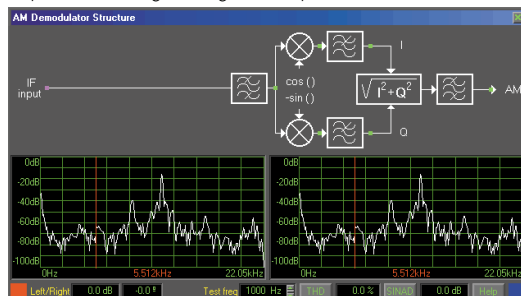 AM Demodulator Structure
I
IF input
cos ()
-sin ()
√I²+Q²
AM
Q
0dB
-20dB
-40dB
-60dB
-80dB
-100dB
0Hz 5.512kHz 22.05kHz
0dB
-20dB
-40dB
-60dB
-80dB
-100dB
0Hz 5.512kHz 22.05kHz
Left/Right 0.0 dB -0.0 ° Test freq 1000 Hz THD 0.0 % SINAD 0.0 dB Help